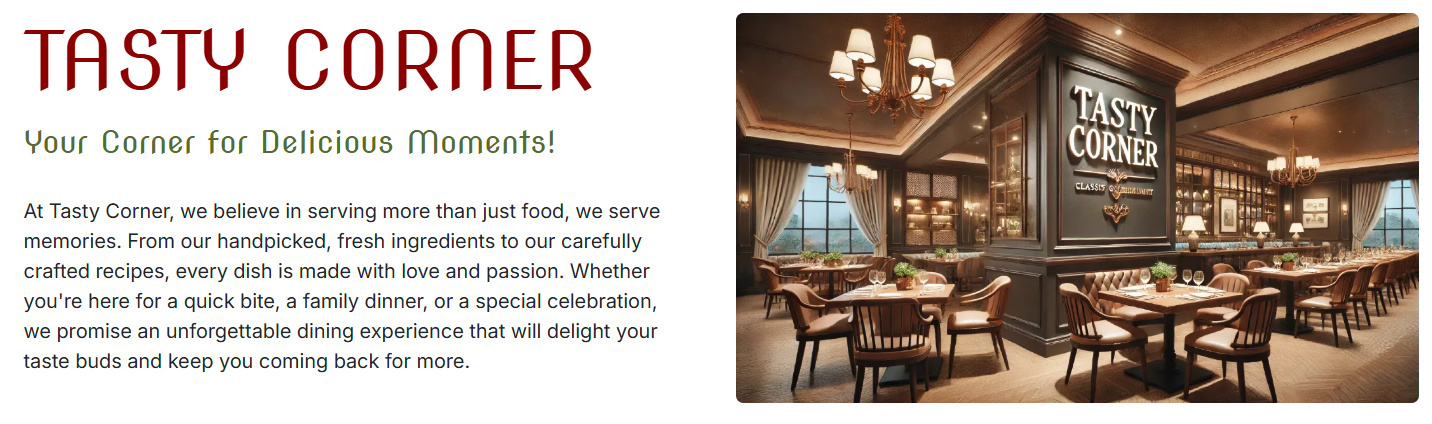 TASTY CORNER
Your Corner for Delicious Moments!
At Tasty Corner, we believe in serving more than just food, we serve
memories. From our handpicked, fresh ingredients to our carefully
crafted recipes, every dish is made with love and passion. Whether
you're here for a quick bite, a family dinner, or a special celebration,
we promise an unforgettable dining experience that will delight your
taste buds and keep you coming back for more.
TASTY
CORNER